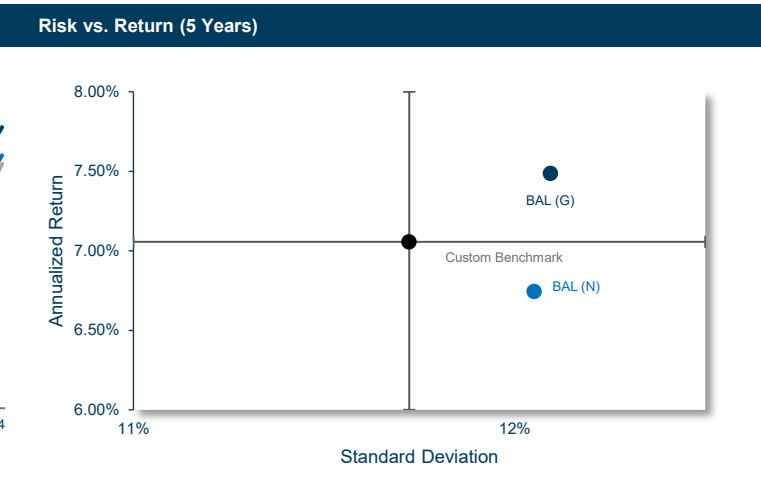 Risk vs. Return (5 Years)
8.00%
7.50%
7.00%
6.50%
6.00%
Annualized Return
BAL (G)
Custom Benchmark
BAL (N)
4
11%
12%
Standard Deviation